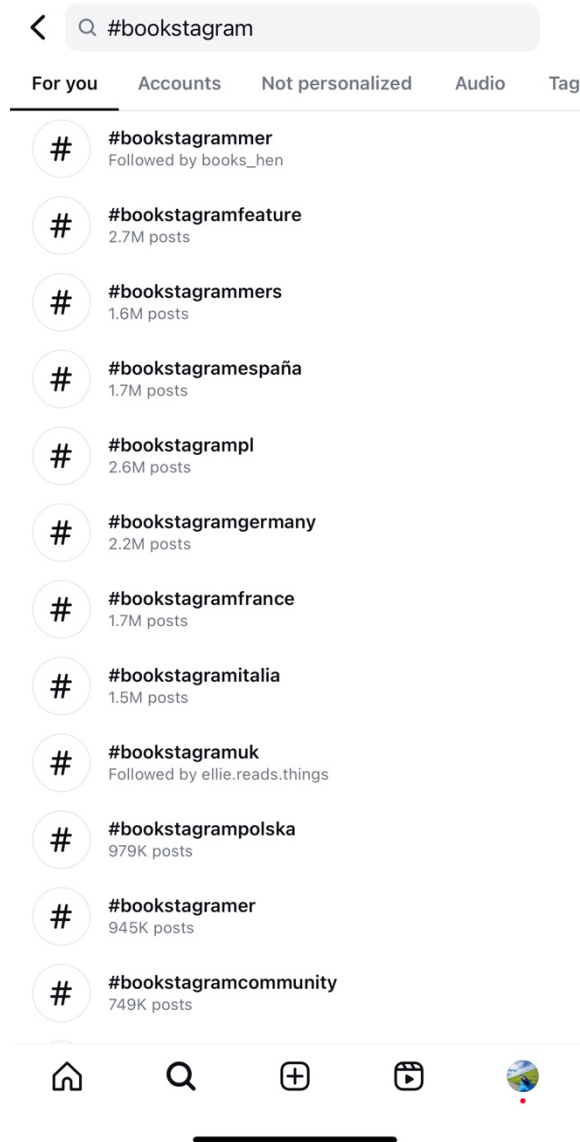 #bookstagram
For you Accounts Not personalized Audio Tag
#bookstagrammer
Followed by books_hen
#bookstagramfeature
2.7M posts
#bookstagrammers
1.6M posts
#bookstagramespaña
1.7M posts
#bookstagrampl
2.6M posts
#bookstagramgermany
2.2M posts
#bookstagramfrance
1.7M posts
#bookstagramitalia
1.5M posts
#bookstagramuk
Followed by ellie.reads.things
#bookstagrampolska
979K posts
#bookstagramer
945K posts
#bookstagramcommunity
749K posts